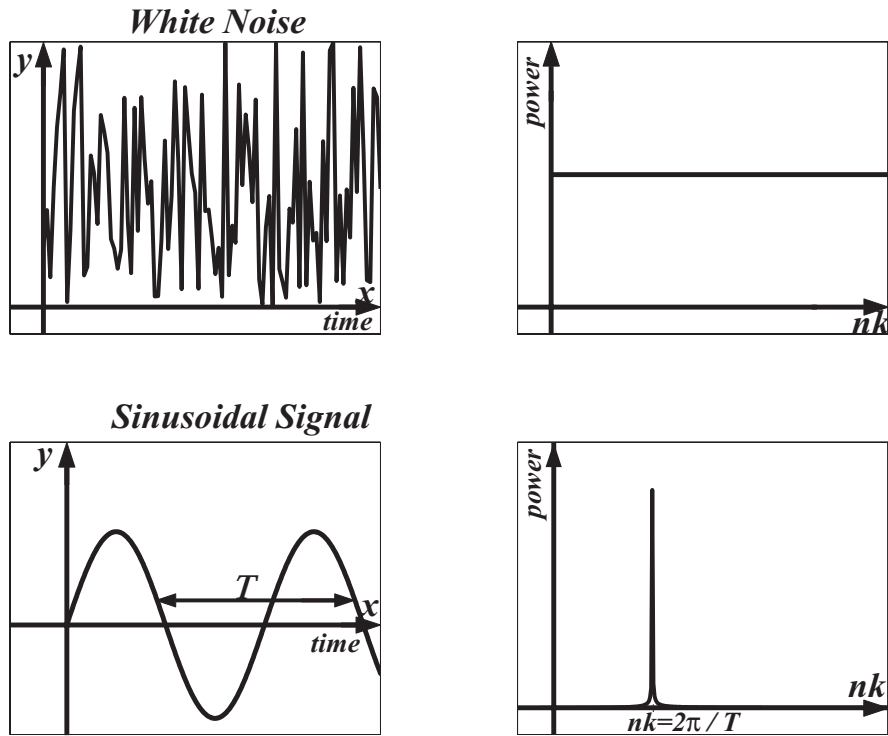 White Noise
y
x
time
power
nk
Sinusoidal Signal
y
T
x
time
power
nk
nk=2π / T